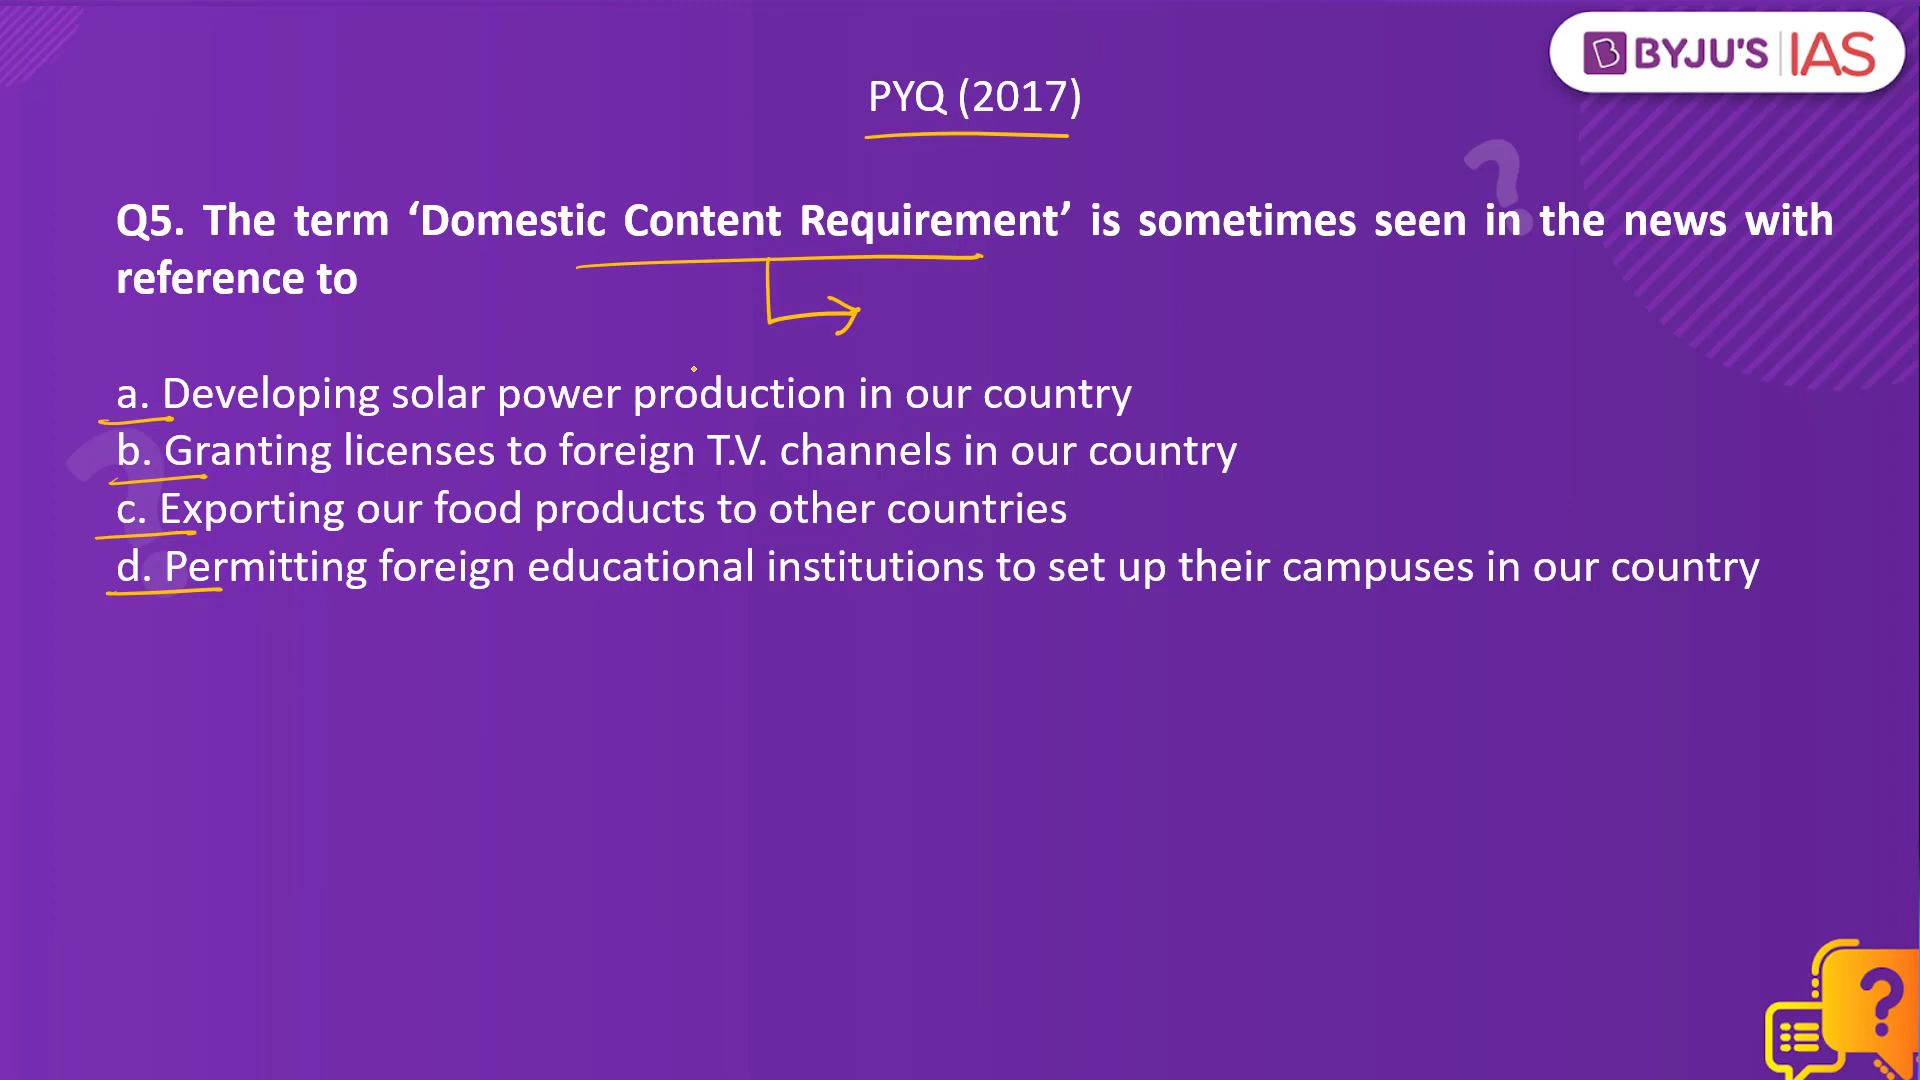 BYJU'S IAS
PYQ (2017)
Q5. The term ‘Domestic Content Requirement’ is sometimes seen in the news with
reference to
a. Developing solar power production in our country
b. Granting licenses to foreign T.V. channels in our country
c. Exporting our food products to other countries
d. Permitting foreign educational institutions to set up their campuses in our country